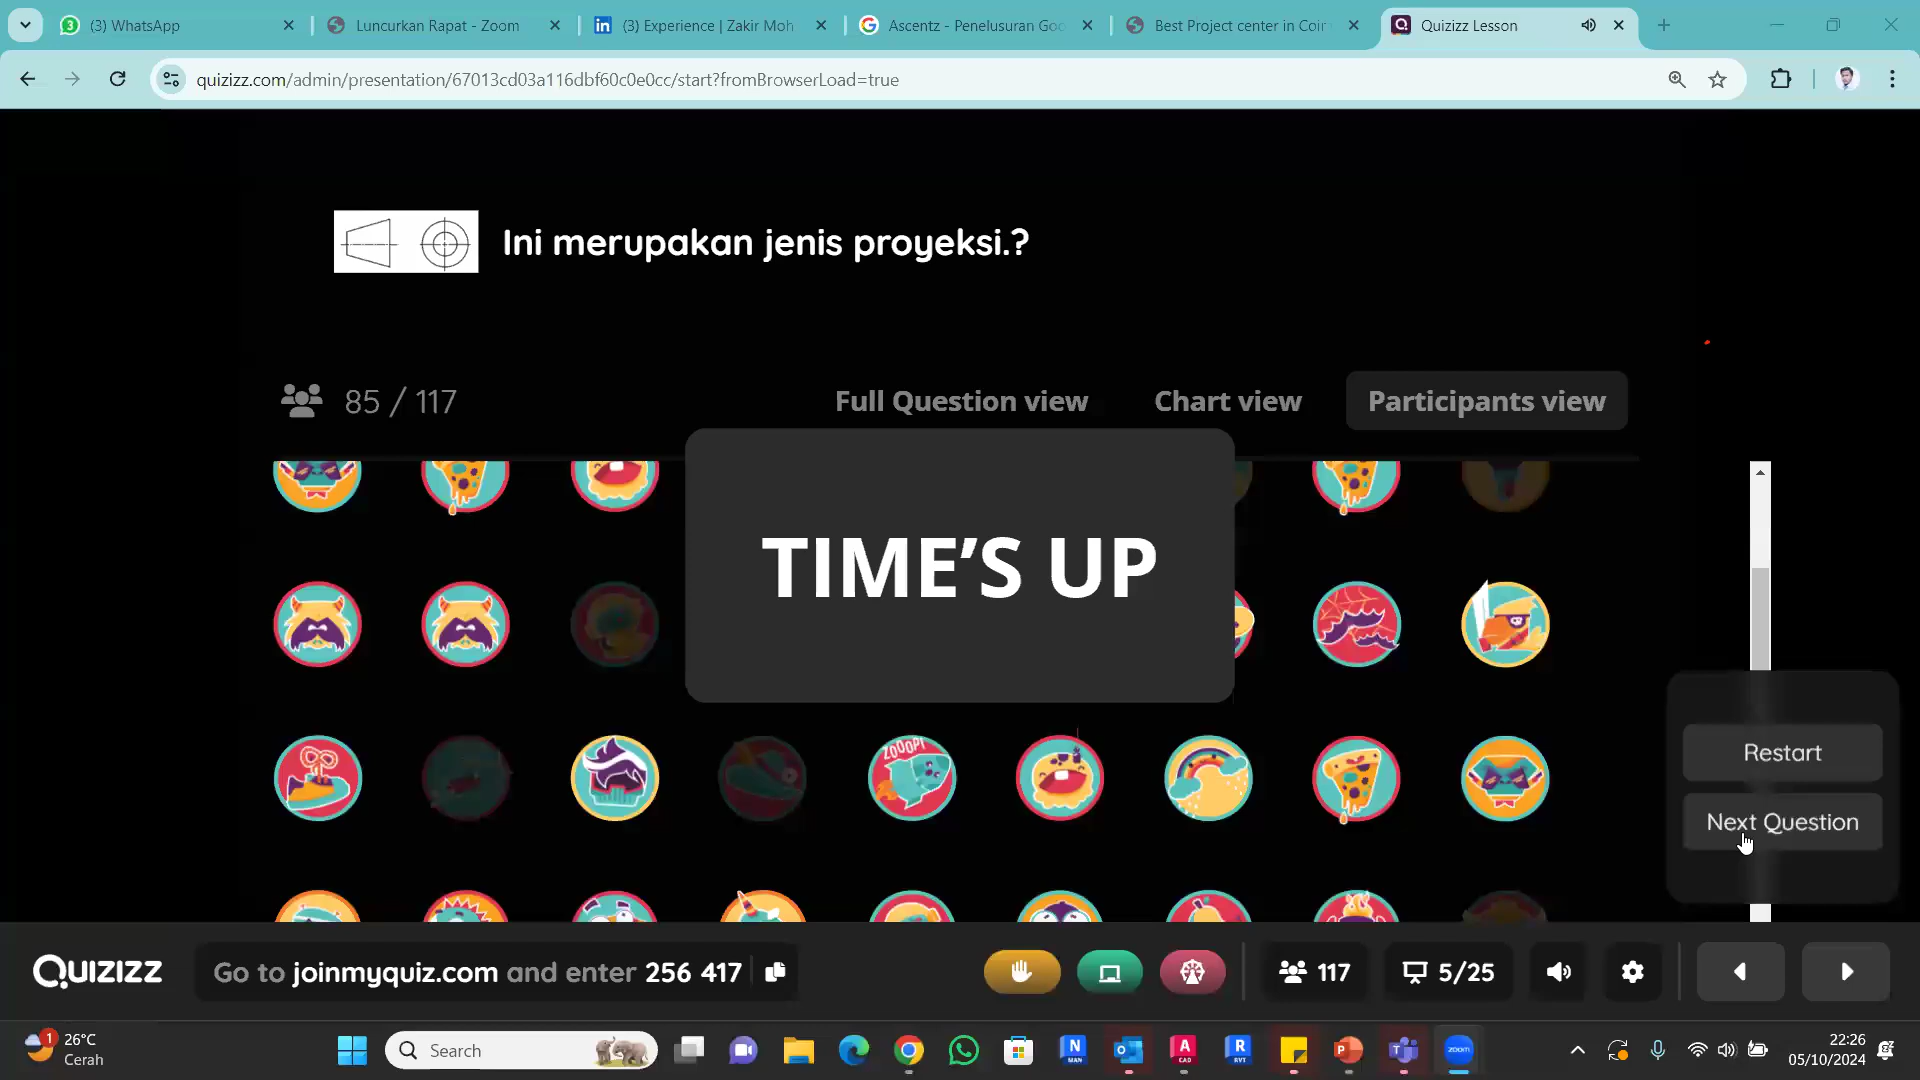 (3) WhatsApp
Luncurkan Rapat - Zoom
(3) Experience | Zakir Moh
Ascentz - Penelusuran Goo
Best Project center in Coim
Quizizz Lesson
quizizz.com/admin/presentation/67013cd03a116dbf60c0e0cc/start?fromBrowserLoad=true
Ini merupakan jenis proyeksi.?
85 / 117
Full Question view
Chart view
Participants view
TIME'S UP
ZOOOP!
Restart
Next Question
Quizizz
Go to joinmyquiz.com and enter 256 417
117
5/25
1
26°C
Cerah
Search
zoom
22:26
05/10/2024